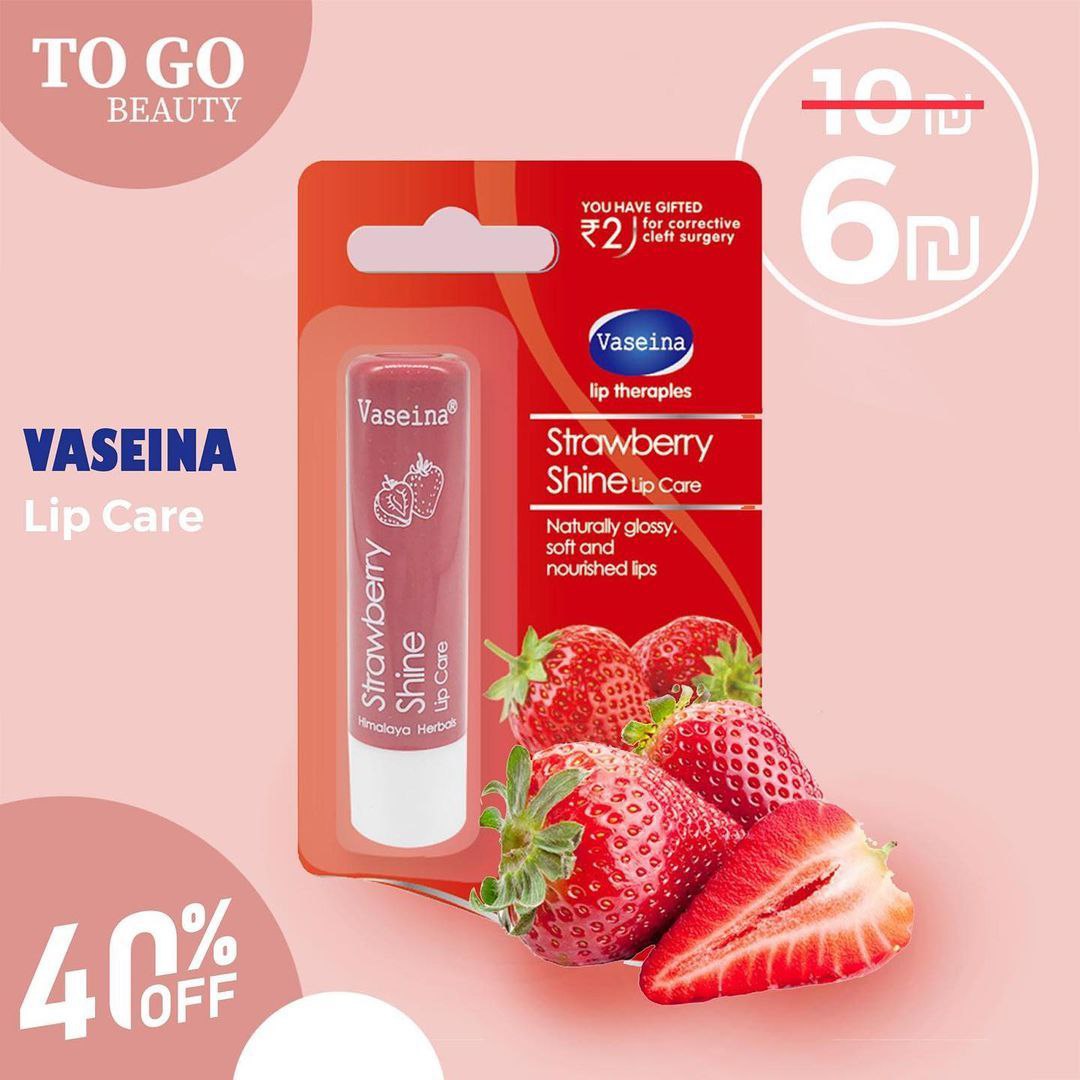 TO GO
BEAUTY
10₪
6₪
YOU HAVE GIFTED
₹2 for corrective
cleft surgery
Vaseina
lip theraples
Strawberry
Shine Lip Care
Naturally glossy.
soft and
nourished lips
Vaseina®
Strawberry
Shine
Lip Care
Himalaya Herbals
VASEINA
Lip Care
40%
OFF